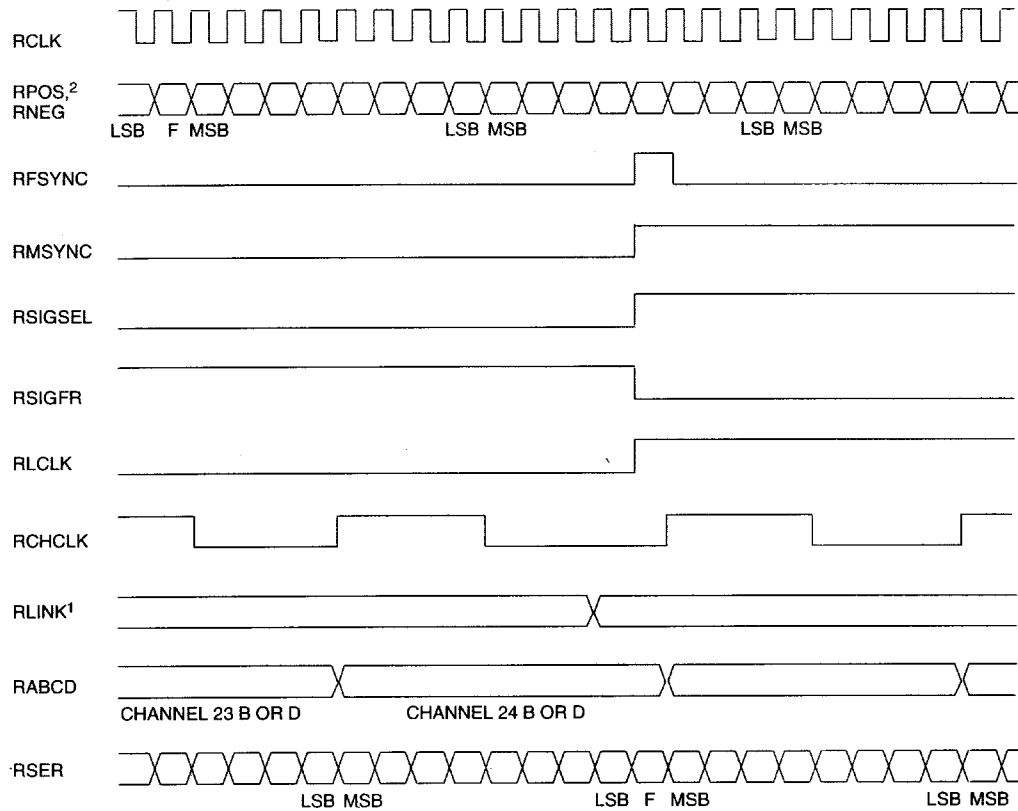 RCLK
RPOS,²
RNEG
LSB F MSB LSB MSB LSB MSB
RFSYNC
RMSYNC
RSIGSEL
RSIGFR
RLCLK
RCHCLK
RLINK¹
RABCD
CHANNEL 23 B OR D CHANNEL 24 B OR D
RSER
LSB MSB LSB F MSB LSB MSB